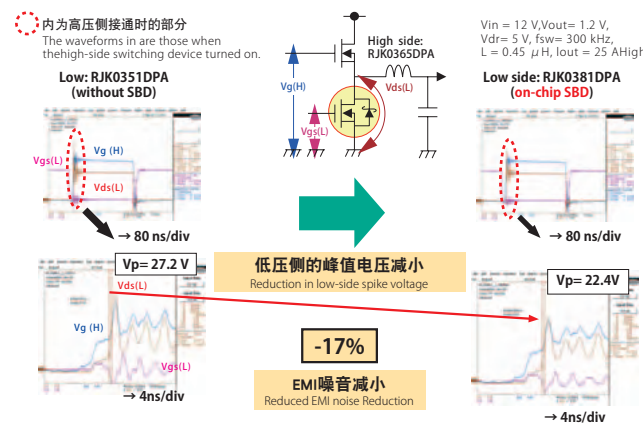 内为高压侧接通时的部分
The waveforms in are those when
thehigh-side switching device turned on.
Low: RJK0351DPA
(without SBD)
Vgs(L)
Vg (H)
Vds(L)
→ 80 ns/div
Vp= 27.2 V
Vds(L)
Vg (H)
Vgs(L)
→ 4ns/div
High side:
RJK0365DPA
Vg(H)
Vds(L)
Vgs(L)
低压侧的峰值电压减小
Reduction in low-side spike voltage
-17%
EMI噪音减小
Reduced EMI noise Reduction
Vin = 12 V,Vout= 1.2 V,
Vdr= 5 V, fsw= 300 kHz,
L = 0.45 μH, Iout = 25 AHigh
Low side: RJK0381DPA
(on-chip SBD)
→ 80 ns/div
Vp= 22.4V
→ 4ns/div